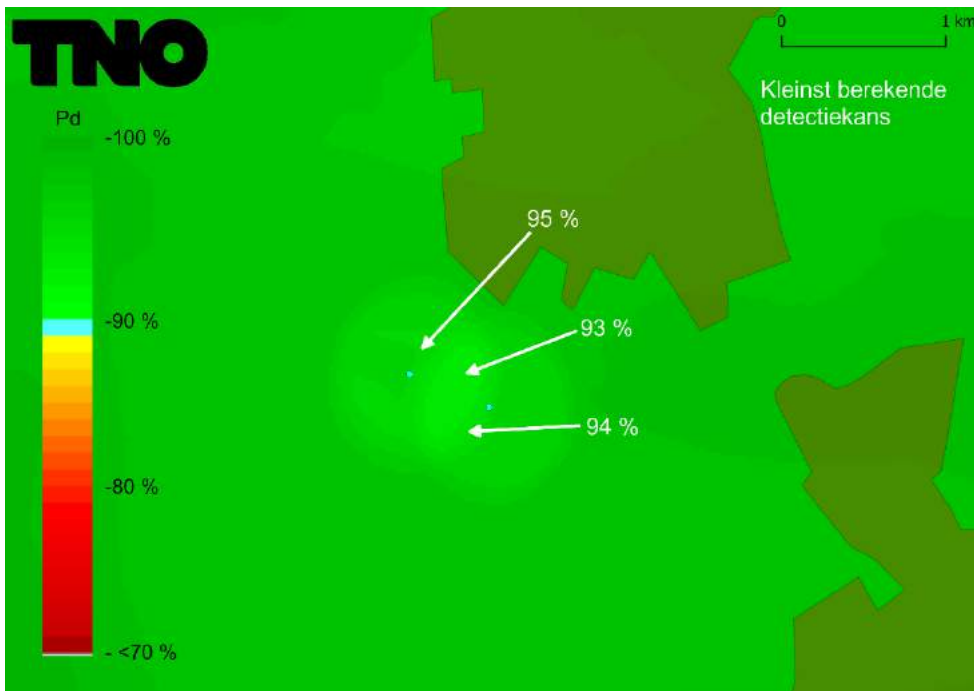 TNO
0 1 km
Kleinst berekende
detectiekans
Pd
-100 %
95 %
-90 %
93 %
94 %
-80 %
- <70 %